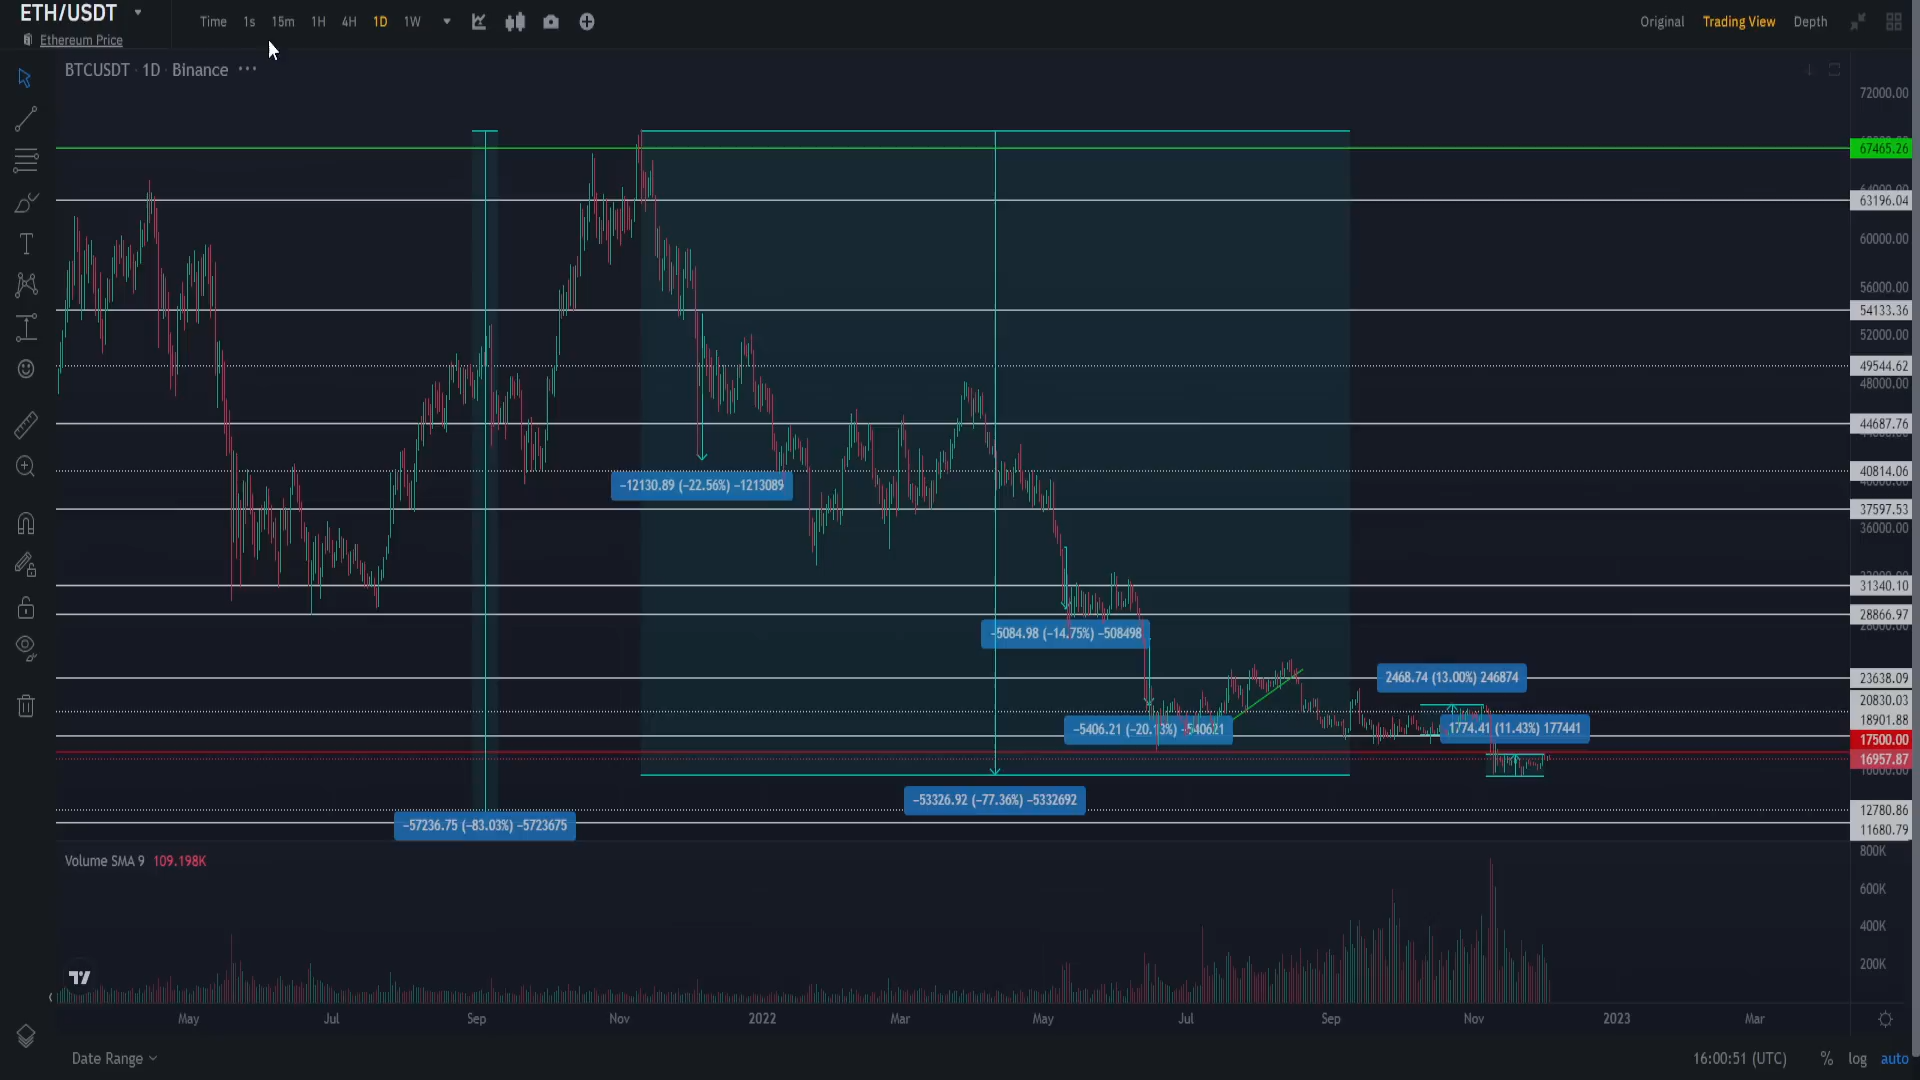 ETH/USDT
Time 1s 15m 1H 4H 1D 1W
Original Trading View Depth
Ethereum Price
BTCUSDT · 1D · Binance ···
72000.00
67465.26
63196.04
60000.00
56000.00
54133.36
52000.00
49544.62
48000.00
44687.76
40814.06
−12130.89 (−22.56%) −1213089
37597.53
36000.00
31340.10
28866.97
−5084.98 (−14.75%) −508498
2468.74 (13.00%) 246874
23638.09
20830.03
18901.88
−5406.21 (−20.13%) −540621
1774.41 (11.43%) 177441
17500.00
16957.87
−53326.92 (−77.36%) −5332692
12780.86
−57236.75 (−83.03%) −5723675
11680.79
Volume SMA 9 109.198K
800K
600K
400K
200K
May Jul Sep Nov 2022 Mar May Jul Sep Nov 2023 Mar
Date Range
16:00:51 (UTC) % log auto